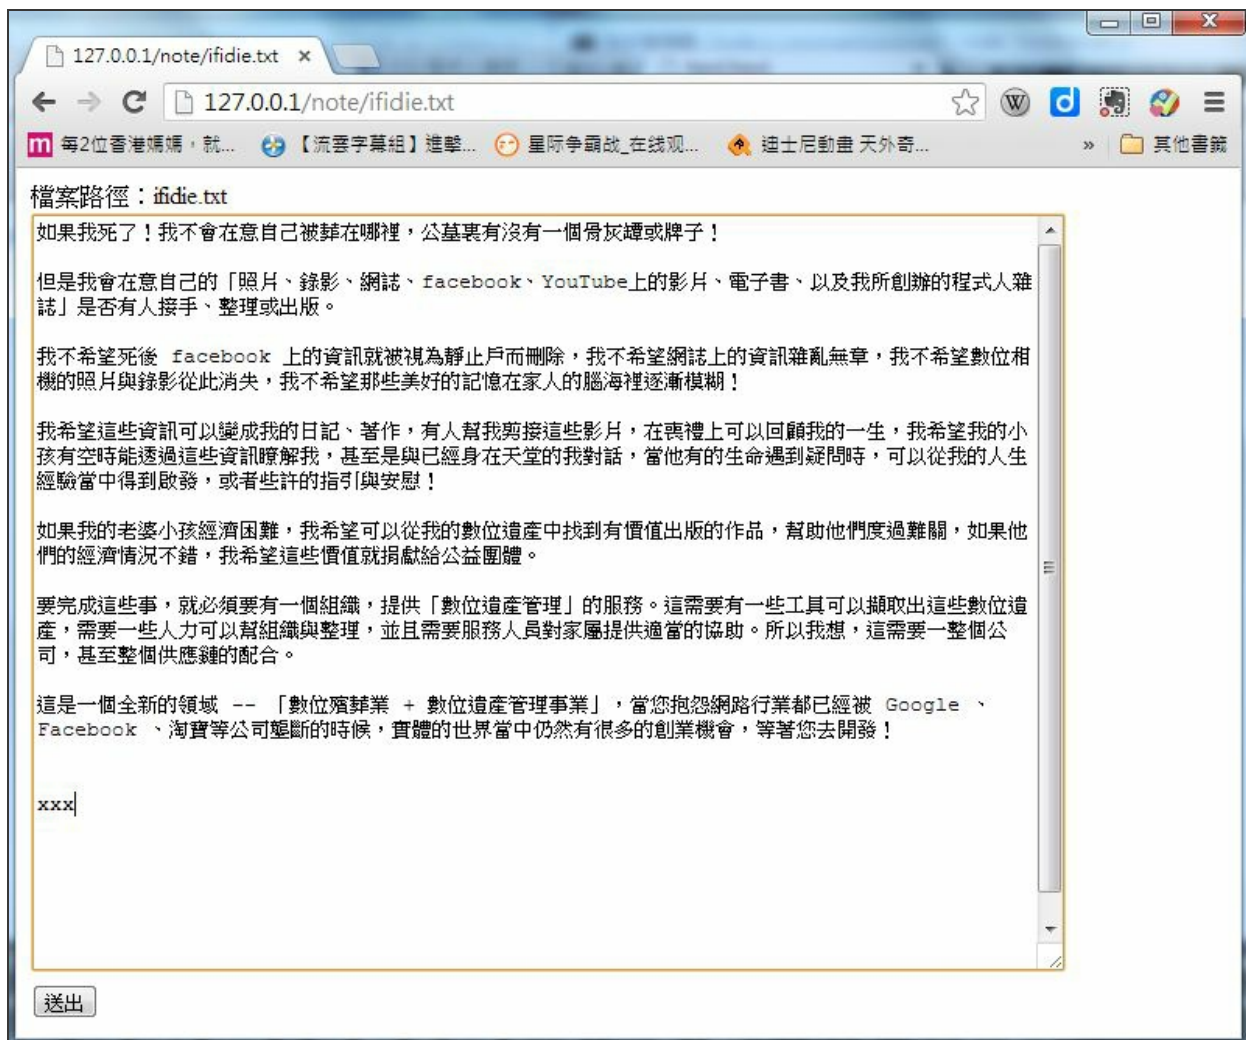 127.0.0.1/note/ifidie.txt
127.0.0.1/note/ifidie.txt
每2位香港媽媽，就... 【流雲字幕組】進擊... 星际争霸战_在线观... 迪士尼動畫 天外奇... » 其他書籤
檔案路徑：ifidie.txt
如果我死了！我不會在意自己被葬在哪裡，公墓裏有沒有一個骨灰罈或牌子！
但是我會在意自己的「照片、錄影、網誌、facebook、YouTube上的影片、電子書、以及我所創辦的程式人雜
誌」是否有人接手、整理或出版。
我不希望死後 facebook 上的資訊就被視為靜止戶而刪除，我不希望網誌上的資訊雜亂無章，我不希望數位相
機的照片與錄影從此消失，我不希望那些美好的記憶在家人的腦海裡逐漸模糊！
我希望這些資訊可以變成我的日記、著作，有人幫我剪接這些影片，在喪禮上可以回顧我的一生，我希望我的小
孩有空時能透過這些資訊瞭解我，甚至是與已經身在天堂的我對話，當他有的生命遇到疑問時，可以從我的人生
經驗當中得到啟發，或者些許的指引與安慰！
如果我的老婆小孩經濟困難，我希望可以從我的數位遺產中找到有價值出版的作品，幫助他們度過難關，如果他
們的經濟情況不錯，我希望這些價值就捐獻給公益團體。
要完成這些事，就必須要有一個組織，提供「數位遺產管理」的服務。這需要有一些工具可以擷取出這些數位遺
產，需要一些人力可以幫組織與整理，並且需要服務人員對家屬提供適當的協助。所以我想，這需要一整個公
司，甚至整個供應鏈的配合。
這是一個全新的領域 -- 「數位殯葬業 + 數位遺產管理事業」，當您抱怨網路行業都已經被 Google 、
Facebook 、淘寶等公司壟斷的時候，實體的世界當中仍然有很多的創業機會，等著您去開發！
xxx
送出